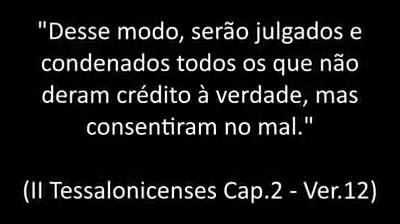 "Desse modo, serão julgados e
condenados todos os que não
deram crédito à verdade, mas
consentiram no mal."
(II Tessalonicenses Cap.2 - Ver.12)